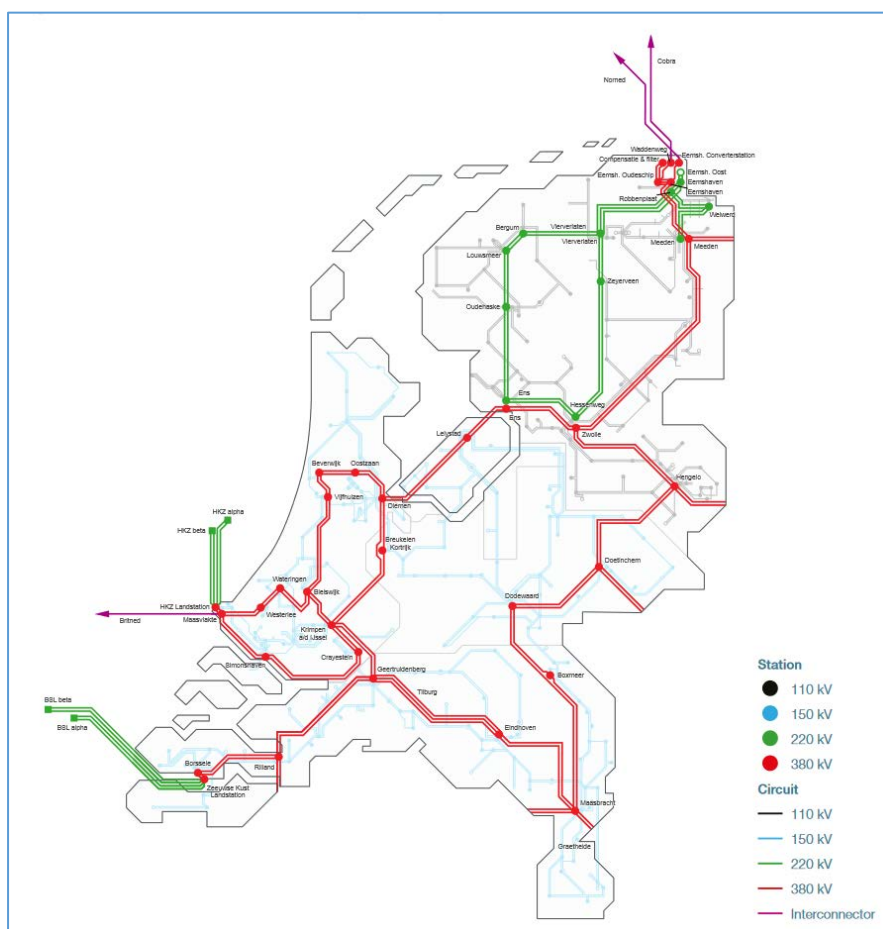 Cobra
Norned
Waddenweg
Eemsh. Converterstation
Compensatie & filter
Eemsh. Oost
Eemsh. Oudeschip
Eemshaven
Eemshaven
Robbenplaat
Weiwerd
Vierverlaten
Bergum
Vierverlaten
Meeden
Meeden
Louwsmeer
Zeyerveen
Oudehaske
Ens
Hessenweg
Ens
Zwolle
Lelystad
Beverwijk
Oostzaan
Hengelo
Vijfhuizen
Diemen
HKZ alpha
HKZ beta
Breukelen
Kortrijk
Doetinchem
Wateringen
Bleiswijk
Dodewaard
HKZ Landstation
Westerlee
Maasvlakte
Britned
Krimpen
a/d IJssel
Crayestein
Simonshaven
Geertruidenberg
Boxmeer
Tilburg
BSL beta
BSL alpha
Eindhoven
Borssele
Rilland
Zeeuwse Kust
Landstation
Maasbracht
Graetheide
Station
110 kV
150 kV
220 kV
380 kV
Circuit
110 kV
150 kV
220 kV
380 kV
Interconnector